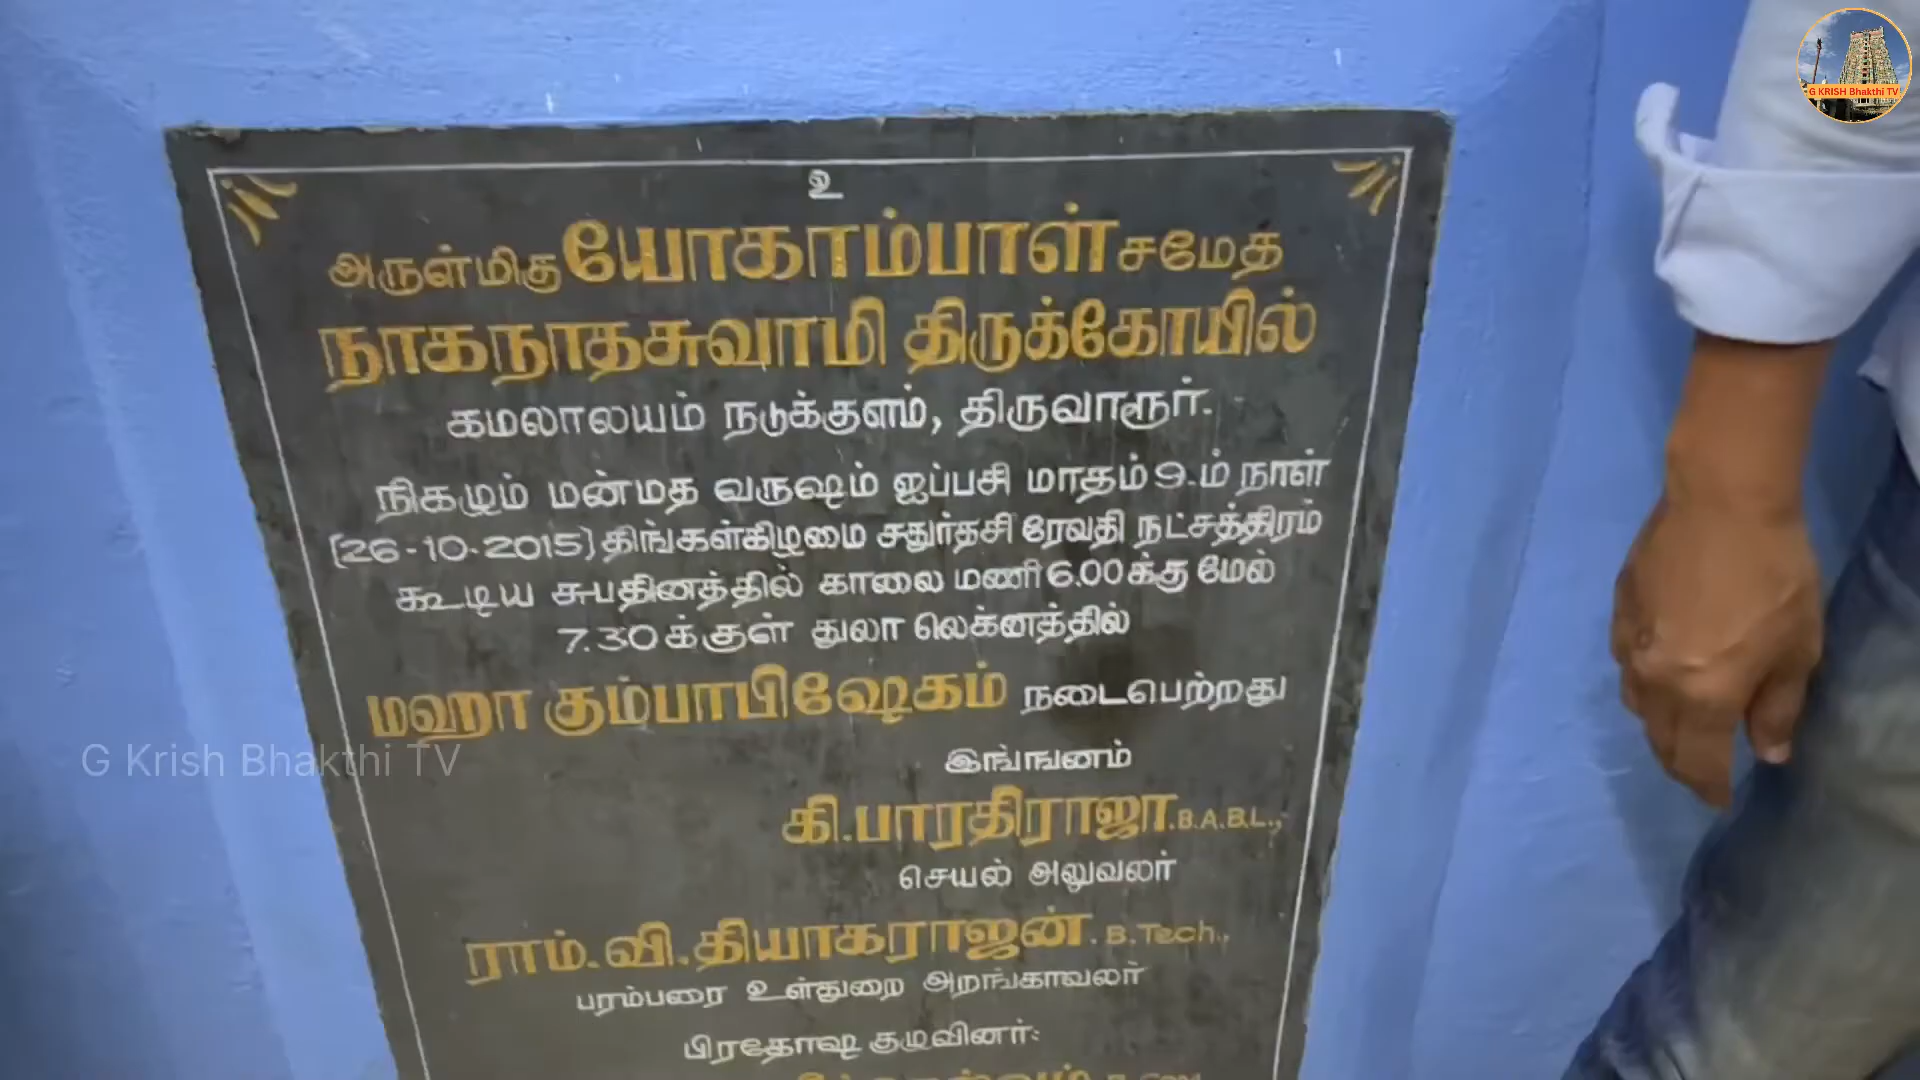 G KRISH Bhakthi TV
உ
அருள்மிகு யோகாம்பாள் சமேத
நாகநாதசுவாமி திருக்கோயில்
கமலாலயம் நடுக்குளம், திருவாரூர்.
நிகழும் மன்மத வருஷம் ஐப்பசி மாதம் 9-ம் நாள்
(26-10-2015) திங்கள்கிழமை சதுர்தசி ரேவதி நட்சத்திரம்
கூடிய சுபதினத்தில் காலை மணி 6.00 க்கு மேல்
7.30 க்குள் துலா லெக்னத்தில்
மஹா கும்பாபிஷேகம் நடைபெற்றது
இங்ஙனம்
கி.பாரதிராஜா.B.A.B.L.,
செயல் அலுவலர்
ராம்.வி.தியாகராஜன்.B.Tech.,
பரம்பரை உள்துறை அறங்காவலர்
பிரதோஷ குழுவினர்:
G Krish Bhakthi TV